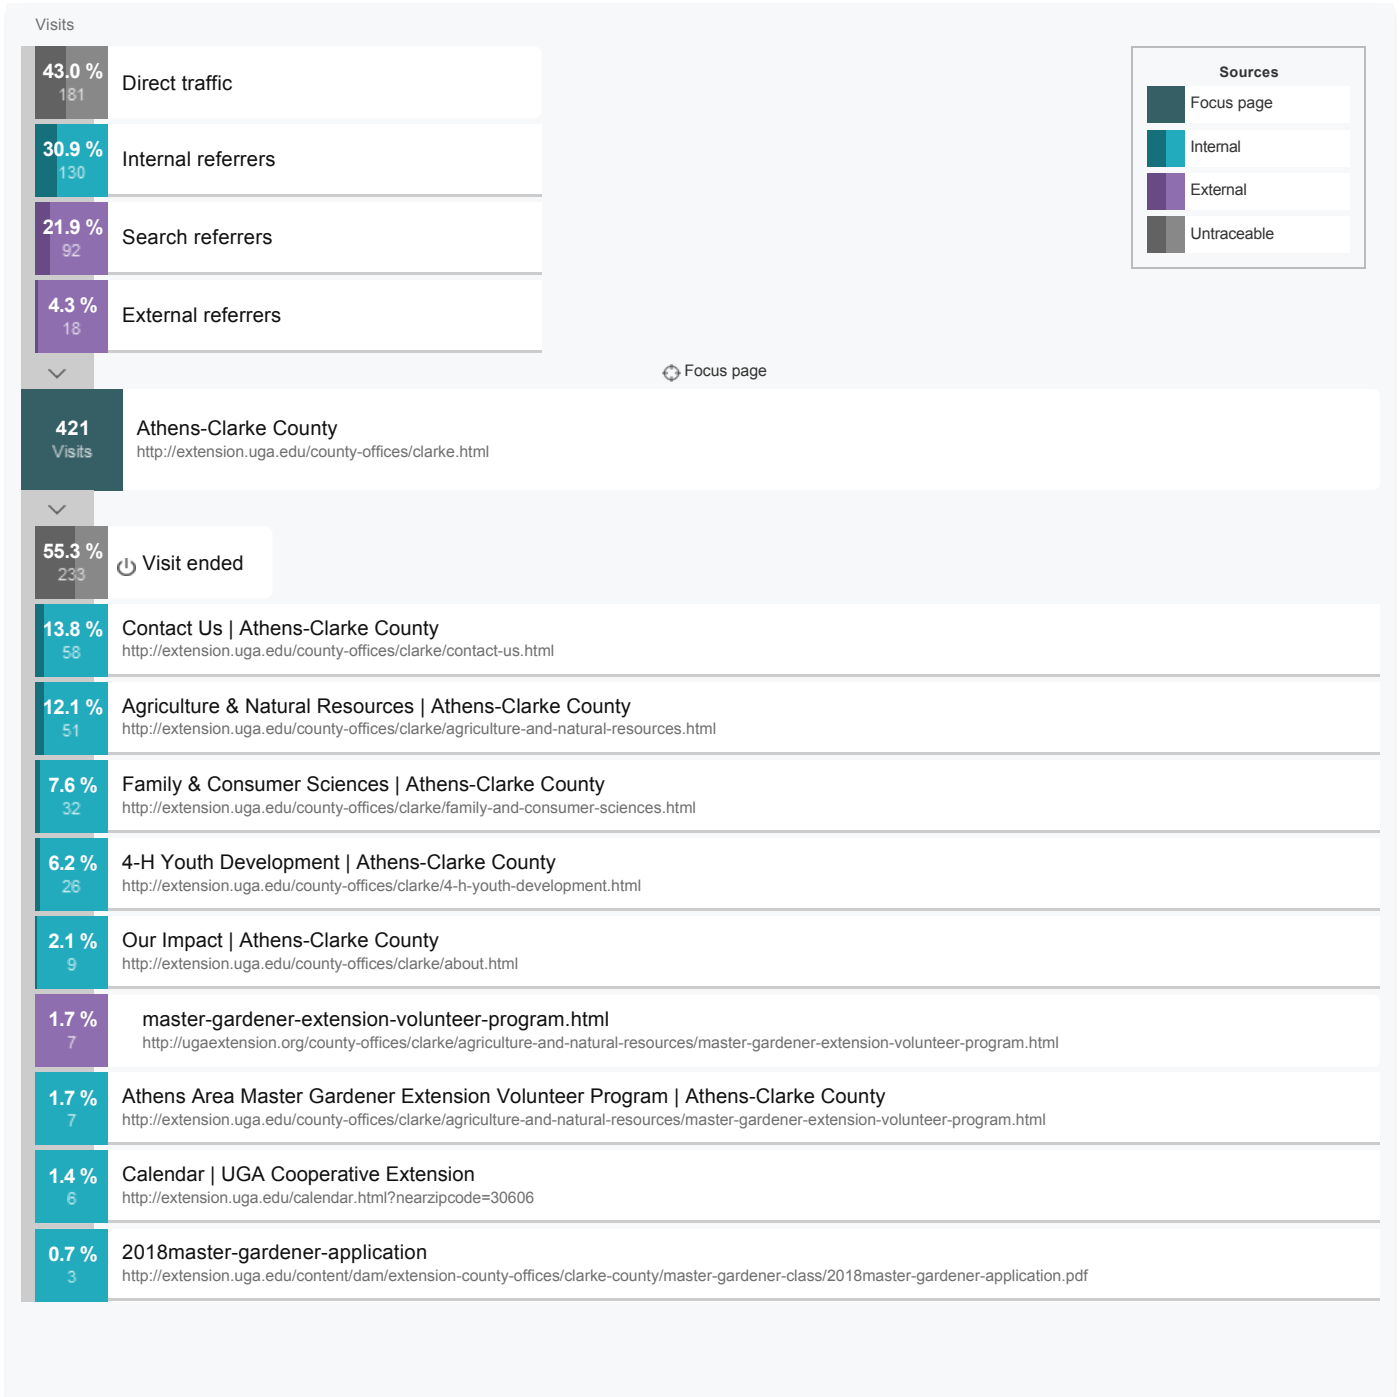 Visits
43.0 %
181
Direct traffic
30.9 %
130
Internal referrers
21.9 %
92
Search referrers
4.3 %
18
External referrers
Sources
Focus page
Internal
External
Untraceable
Focus page
421
Visits
Athens-Clarke County
http://extension.uga.edu/county-offices/clarke.html
55.3 %
233
Visit ended
13.8 %
58
Contact Us | Athens-Clarke County
http://extension.uga.edu/county-offices/clarke/contact-us.html
12.1 %
51
Agriculture & Natural Resources | Athens-Clarke County
http://extension.uga.edu/county-offices/clarke/agriculture-and-natural-resources.html
7.6 %
32
Family & Consumer Sciences | Athens-Clarke County
http://extension.uga.edu/county-offices/clarke/family-and-consumer-sciences.html
6.2 %
26
4-H Youth Development | Athens-Clarke County
http://extension.uga.edu/county-offices/clarke/4-h-youth-development.html
2.1 %
9
Our Impact | Athens-Clarke County
http://extension.uga.edu/county-offices/clarke/about.html
1.7 %
7
master-gardener-extension-volunteer-program.html
http://ugaextension.org/county-offices/clarke/agriculture-and-natural-resources/master-gardener-extension-volunteer-program.html
1.7 %
7
Athens Area Master Gardener Extension Volunteer Program | Athens-Clarke County
http://extension.uga.edu/county-offices/clarke/agriculture-and-natural-resources/master-gardener-extension-volunteer-program.html
1.4 %
6
Calendar | UGA Cooperative Extension
http://extension.uga.edu/calendar.html?nearzipcode=30606
0.7 %
3
2018master-gardener-application
http://extension.uga.edu/content/dam/extension-county-offices/clarke-county/master-gardener-class/2018master-gardener-application.pdf